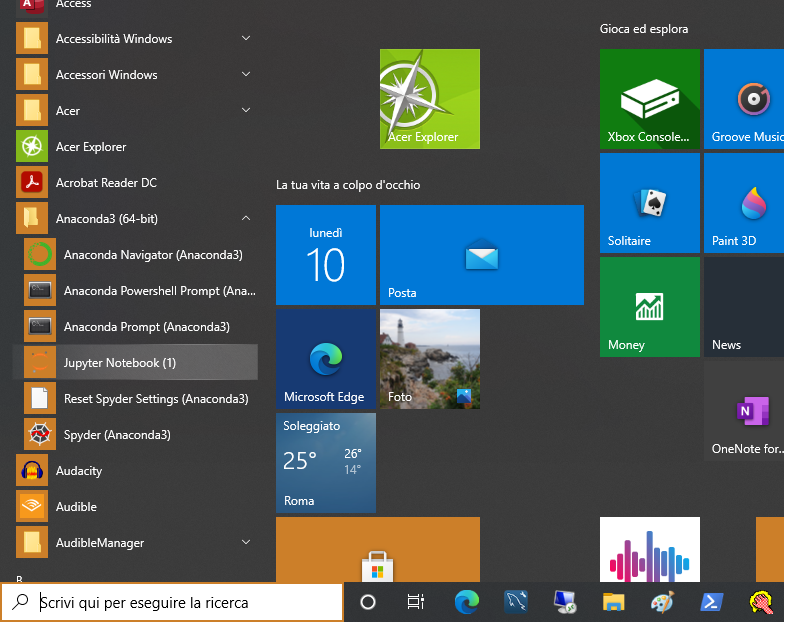 Access
Accessibilità Windows
Accessori Windows
Acer
Acer Explorer
Acrobat Reader DC
Anaconda3 (64-bit)
Anaconda Navigator (Anaconda3)
Anaconda Powershell Prompt (Ana...
Anaconda Prompt (Anaconda3)
Jupyter Notebook (1)
Reset Spyder Settings (Anaconda3)
Spyder (Anaconda3)
Audacity
Audible
AudibleManager
B
Acer Explorer
La tua vita a colpo d'occhio
lunedì
10
Posta
Microsoft Edge
Foto
Soleggiato
25°
26°
14°
Roma
Gioca ed esplora
Xbox Console...
Groove Music
Solitaire
Paint 3D
Money
News
N
OneNote for...
Scrivi qui per eseguire la ricerca